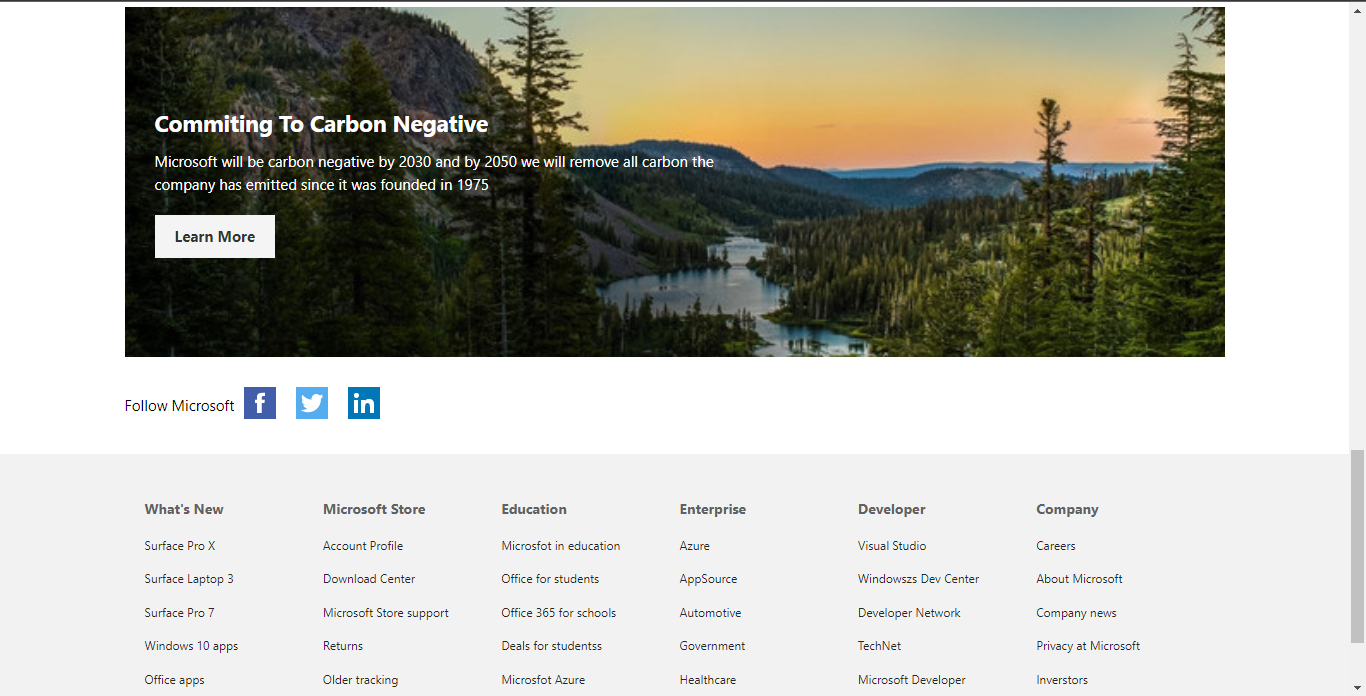 Commiting To Carbon Negative
Microsoft will be carbon negative by 2030 and by 2050 we will remove all carbon the
company has emitted since it was founded in 1975
Learn More
Follow Microsoft
What's New
Surface Pro X
Surface Laptop 3
Surface Pro 7
Windows 10 apps
Office apps
Microsoft Store
Account Profile
Download Center
Microsoft Store support
Returns
Older tracking
Education
Microsfot in education
Office for students
Office 365 for schools
Deals for studentss
Microsfot Azure
Enterprise
Azure
AppSource
Automotive
Government
Healthcare
Developer
Visual Studio
Windowszs Dev Center
Developer Network
TechNet
Microsoft Developer
Company
Careers
About Microsoft
Company news
Privacy at Microsoft
Inverstors